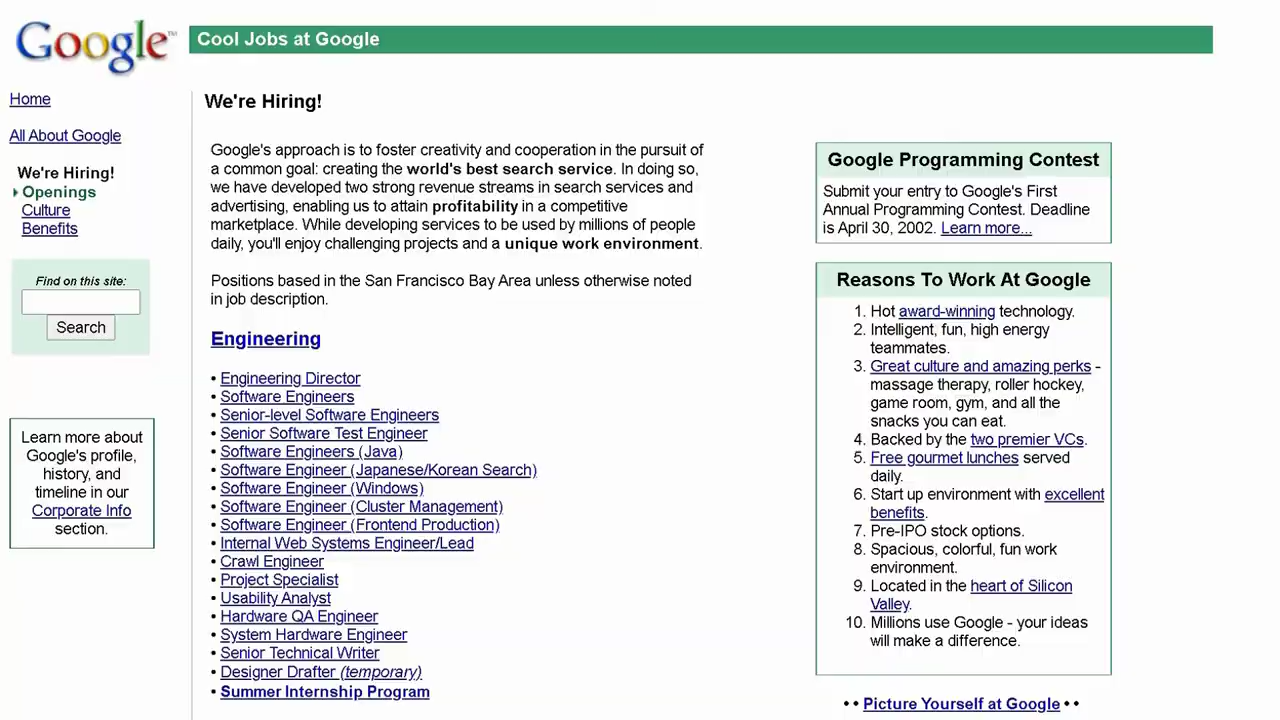 Google™
Cool Jobs at Google
Home
All About Google
We're Hiring!
Openings
Culture
Benefits
Find on this site:
Search
Learn more about
Google's profile,
history, and
timeline in our
Corporate Info
section.
We're Hiring!
Google's approach is to foster creativity and cooperation in the pursuit of
a common goal: creating the world's best search service. In doing so,
we have developed two strong revenue streams in search services and
advertising, enabling us to attain profitability in a competitive
marketplace. While developing services to be used by millions of people
daily, you'll enjoy challenging projects and a unique work environment.
Positions based in the San Francisco Bay Area unless otherwise noted
in job description.
Engineering
• Engineering Director
• Software Engineers
• Senior-level Software Engineers
• Senior Software Test Engineer
• Software Engineers (Java)
• Software Engineer (Japanese/Korean Search)
• Software Engineer (Windows)
• Software Engineer (Cluster Management)
• Software Engineer (Frontend Production)
• Internal Web Systems Engineer/Lead
• Crawl Engineer
• Project Specialist
• Usability Analyst
• Hardware QA Engineer
• System Hardware Engineer
• Senior Technical Writer
• Designer Drafter (temporary)
• Summer Internship Program
Google Programming Contest
Submit your entry to Google's First
Annual Programming Contest. Deadline
is April 30, 2002. Learn more...
Reasons To Work At Google
1. Hot award-winning technology.
2. Intelligent, fun, high energy
teammates.
3. Great culture and amazing perks -
massage therapy, roller hockey,
game room, gym, and all the
snacks you can eat.
4. Backed by the two premier VCs.
5. Free gourmet lunches served
daily.
6. Start up environment with excellent
benefits.
7. Pre-IPO stock options.
8. Spacious, colorful, fun work
environment.
9. Located in the heart of Silicon
Valley.
10. Millions use Google - your ideas
will make a difference.
•• Picture Yourself at Google ••